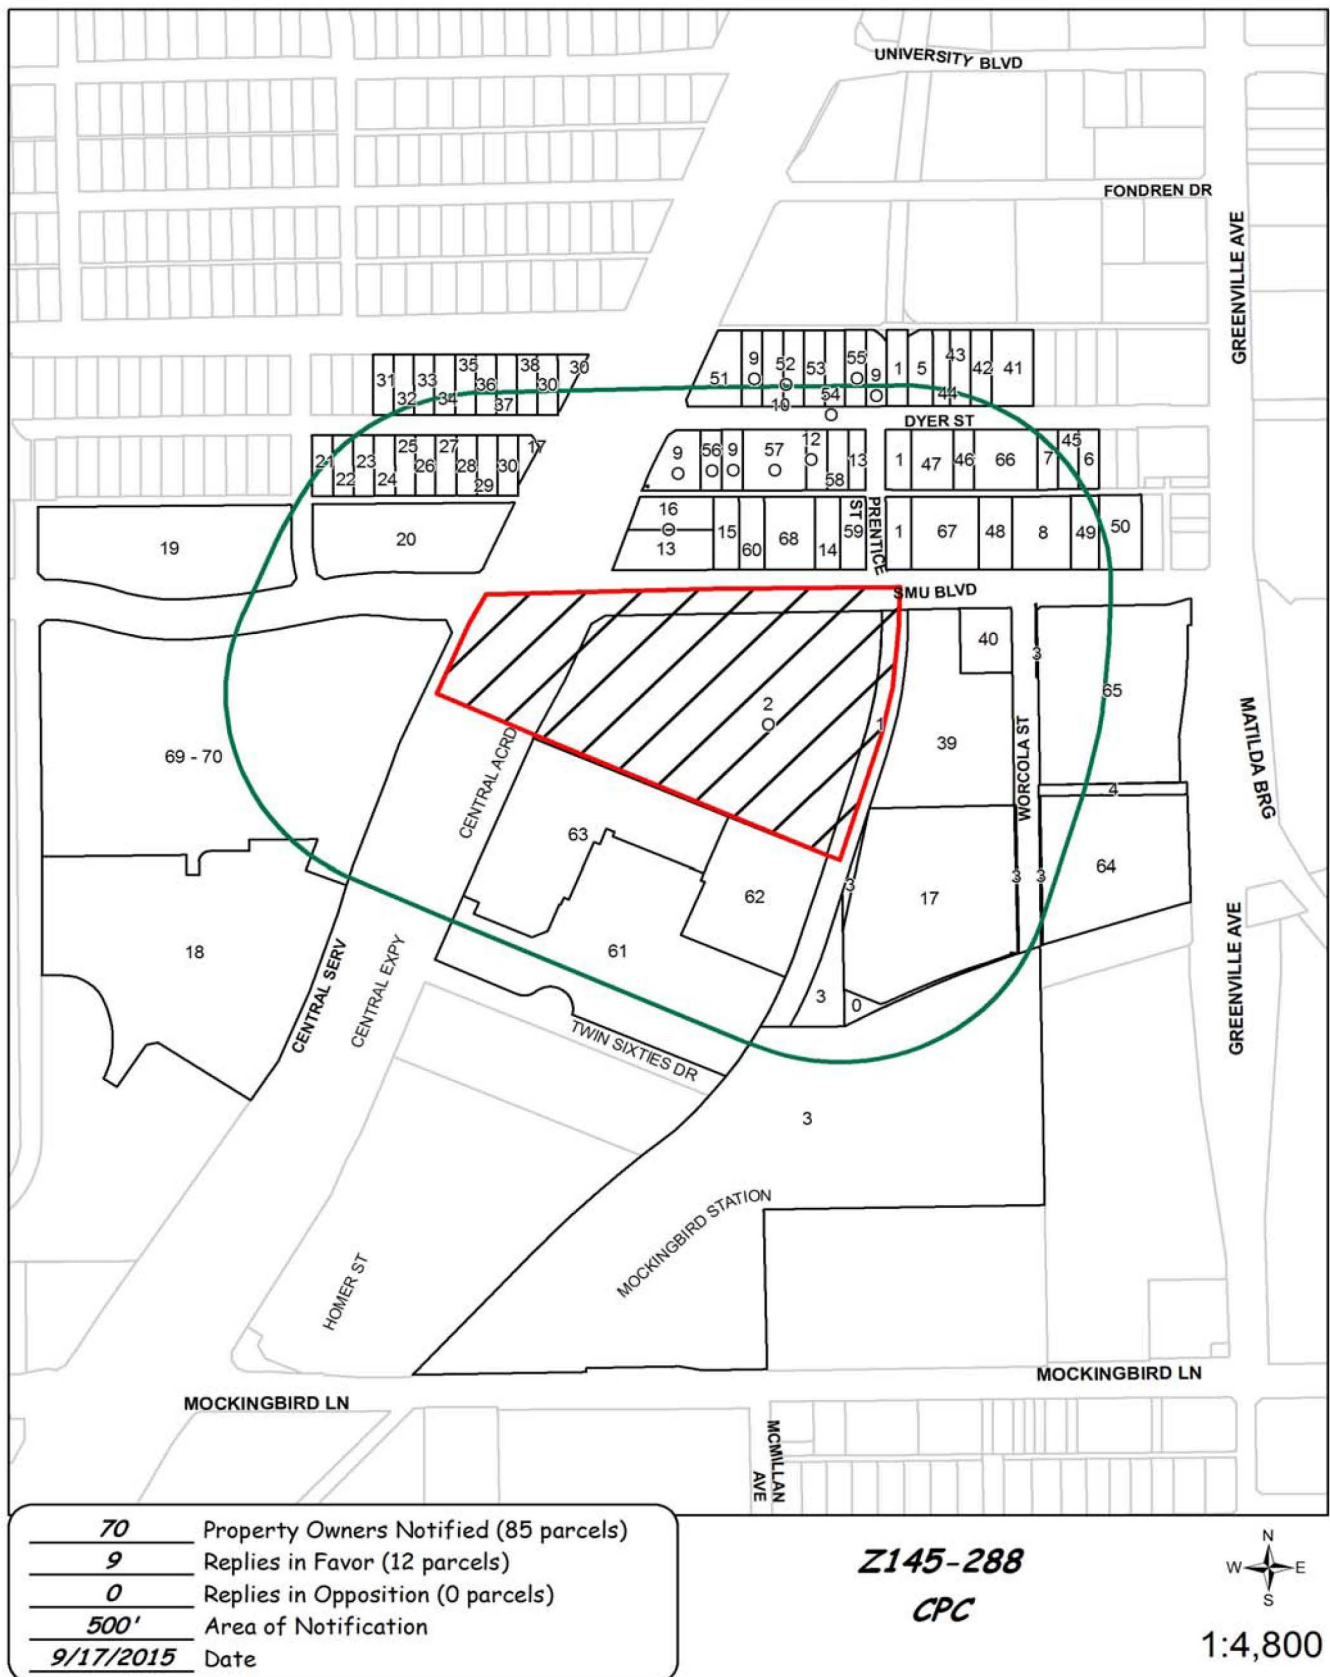 UNIVERSITY BLVD
FONDREN DR
GREENVILLE AVE
31
32
33
34
35
36
37
38
30
30
51
9
52
10
53
54
55
9
1
5
43
44
42
41
DYER ST
21
22
23
24
25
26
27
28
29
30
17
9
56
9
57
12
58
13
1
47
46
66
7
45
6
19
20
16
13
15
60
68
14
59
PRENTICE
ST
1
67
48
8
49
50
SMU BLVD
40
3
65
2
1
39
WORCOLA ST
MATILDA BRG
69 - 70
CENTRAL ACRD
4
63
62
3
17
3
3
64
18
61
CENTRAL SERV
CENTRAL EXPY
3
0
GREENVILLE AVE
TWIN SIXTIES DR
3
MOCKINGBIRD STATION
HOMER ST
MOCKINGBIRD LN
MOCKINGBIRD LN
MCMILLAN
AVE
70 Property Owners Notified (85 parcels)
9 Replies in Favor (12 parcels)
0 Replies in Opposition (0 parcels)
500' Area of Notification
9/17/2015 Date
Z145-288
CPC
N
W E
S
1:4,800